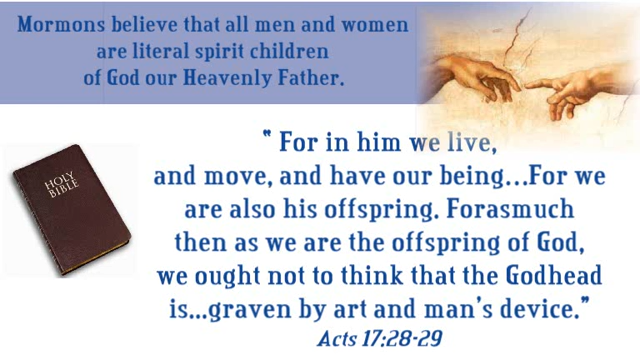 Mormons believe that all men and women
are literal spirit children
of God our Heavenly Father.
HOLY
BIBLE
“ For in him we live,
and move, and have our being...For we
are also his offspring. Forasmuch
then as we are the offspring of God,
we ought not to think that the Godhead
is...graven by art and man's device.”
Acts 17:28-29